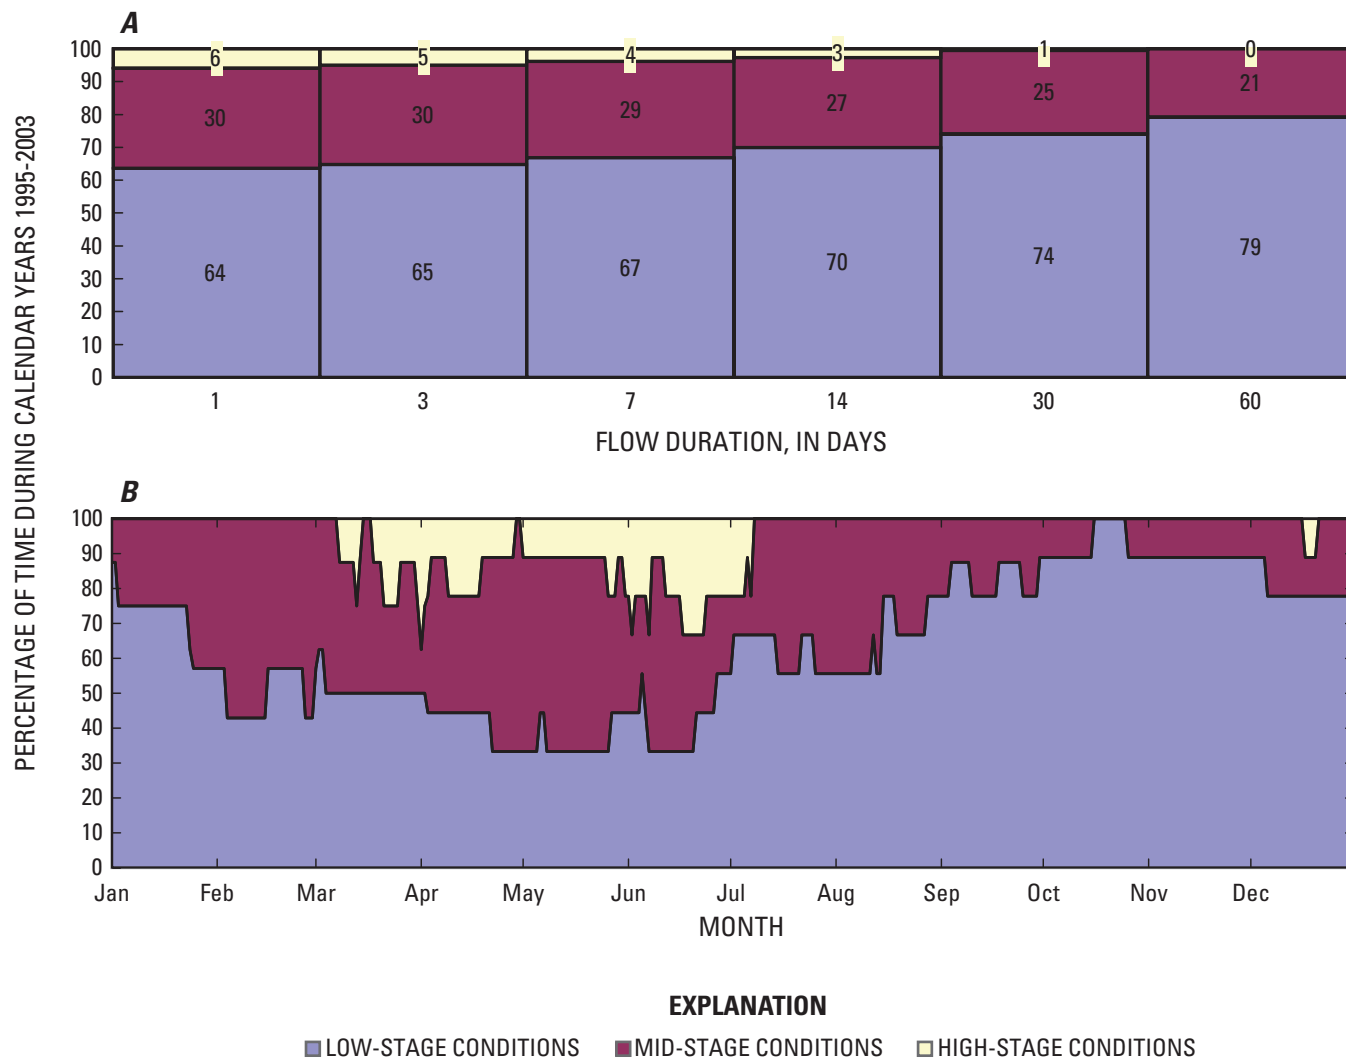 A
PERCENTAGE OF TIME DURING CALENDAR YEARS 1995-2003
100
90
80
70
60
50
40
30
20
10
0
6 5 4 3 1 0
30 30 29 27 25 21
64 65 67 70 74 79
1 3 7 14 30 60
FLOW DURATION, IN DAYS
B
100
90
80
70
60
50
40
30
20
10
0
Jan Feb Mar Apr May Jun Jul Aug Sep Oct Nov Dec
MONTH
EXPLANATION
LOW-STAGE CONDITIONS MID-STAGE CONDITIONS HIGH-STAGE CONDITIONS